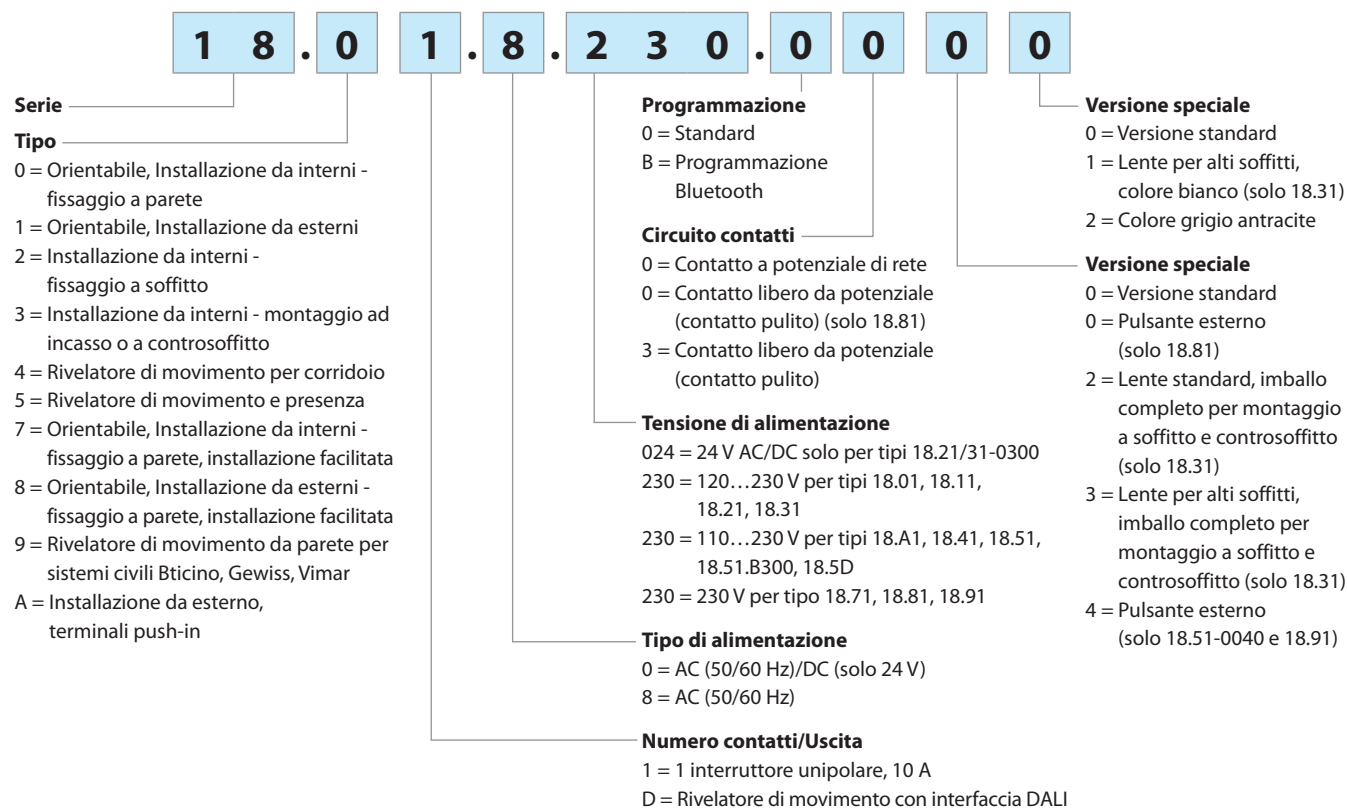 18.01.8.230.0000
Serie
Tipo
0 = Orientabile, Installazione da interni -
fissaggio a parete
1 = Orientabile, Installazione da esterni
2 = Installazione da interni -
fissaggio a soffitto
3 = Installazione da interni - montaggio ad
incasso o a controsoffitto
4 = Rivelatore di movimento per corridoio
5 = Rivelatore di movimento e presenza
7 = Orientabile, Installazione da interni -
fissaggio a parete, installazione facilitata
8 = Orientabile, Installazione da esterni -
fissaggio a parete, installazione facilitata
9 = Rivelatore di movimento da parete per
sistemi civili Bticino, Gewiss, Vimar
A = Installazione da esterno,
terminali push-in
Programmazione
0 = Standard
B = Programmazione
Bluetooth
Circuito contatti
0 = Contatto a potenziale di rete
0 = Contatto libero da potenziale
(contatto pulito) (solo 18.81)
3 = Contatto libero da potenziale
(contatto pulito)
Tensione di alimentazione
024 = 24 V AC/DC solo per tipi 18.21/31-0300
230 = 120…230 V per tipi 18.01, 18.11,
18.21, 18.31
230 = 110…230 V per tipi 18.A1, 18.41, 18.51,
18.51.B300, 18.5D
230 = 230 V per tipo 18.71, 18.81, 18.91
Tipo di alimentazione
0 = AC (50/60 Hz)/DC (solo 24 V)
8 = AC (50/60 Hz)
Numero contatti/Uscita
1 = 1 interruttore unipolare, 10 A
D = Rivelatore di movimento con interfaccia DALI
Versione speciale
0 = Versione standard
1 = Lente per alti soffitti,
colore bianco (solo 18.31)
2 = Colore grigio antracite
Versione speciale
0 = Versione standard
0 = Pulsante esterno
(solo 18.81)
2 = Lente standard, imballo
completo per montaggio
a soffitto e controsoffitto
(solo 18.31)
3 = Lente per alti soffitti,
imballo completo per
montaggio a soffitto e
controsoffitto (solo 18.31)
4 = Pulsante esterno
(solo 18.51-0040 e 18.91)